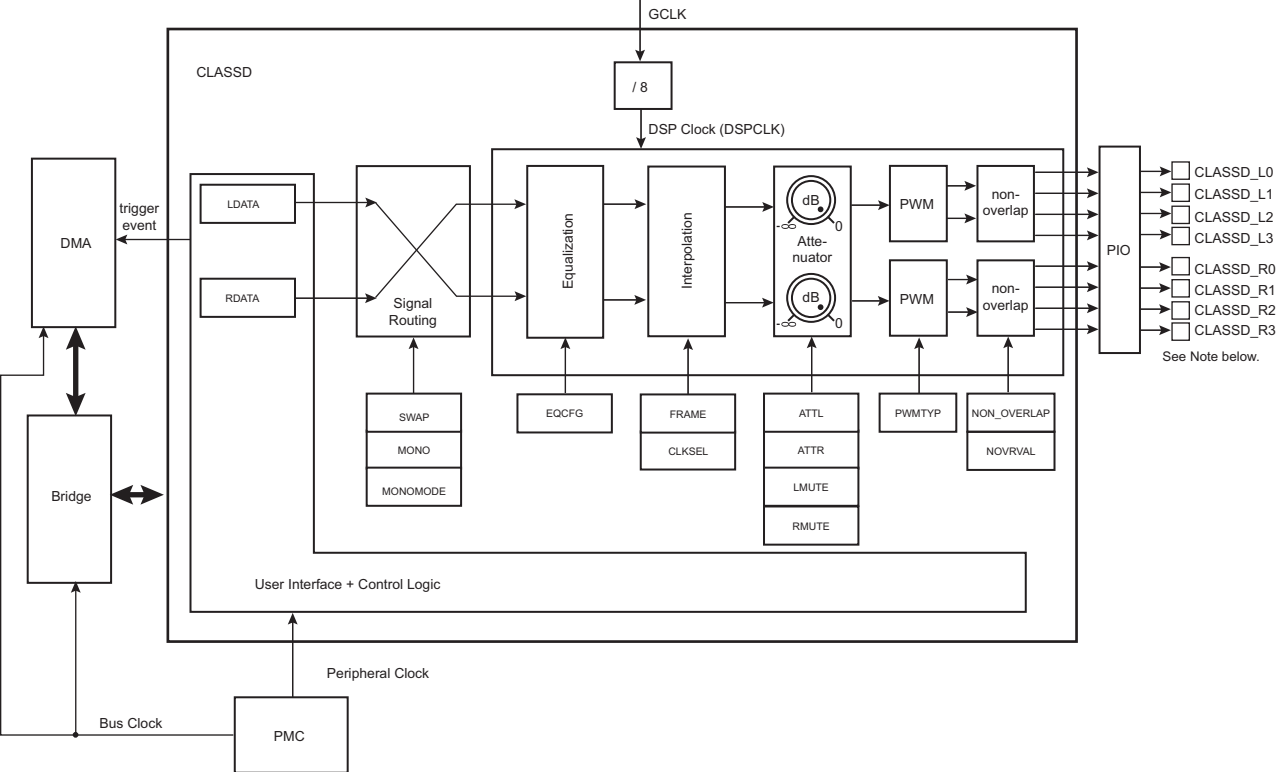 GCLK
CLASSD
/ 8
DSP Clock (DSPCLK)
DMA
trigger
event
LDATA
RDATA
Signal
Routing
Equalization
Interpolation
dB
-∞
0
Atte-
nuator
dB
-∞
0
PWM
PWM
non-
overlap
non-
overlap
PIO
CLASSD_L0
CLASSD_L1
CLASSD_L2
CLASSD_L3
CLASSD_R0
CLASSD_R1
CLASSD_R2
CLASSD_R3
See Note below.
SWAP
MONO
MONOMODE
EQCFG
FRAME
CLKSEL
ATTL
ATTR
LMUTE
RMUTE
PWMTYP
NON_OVERLAP
NOVRVAL
Bridge
User Interface + Control Logic
Peripheral Clock
Bus Clock
PMC